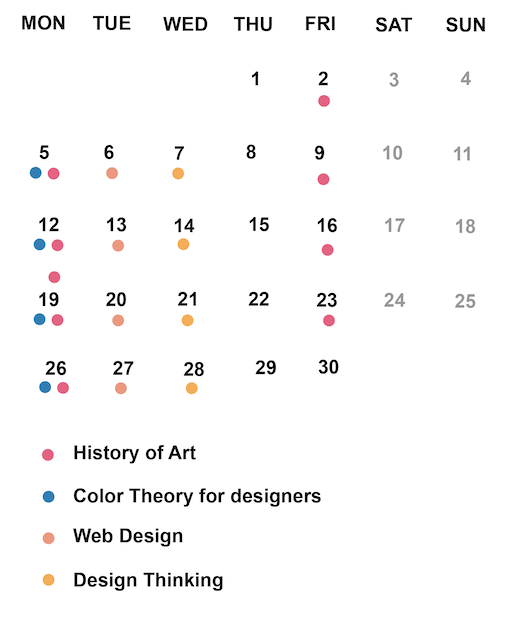 MON TUE WED THU FRI SAT SUN
1 2 3 4
5 6 7 8 9 10 11
12 13 14 15 16 17 18
19 20 21 22 23 24 25
26 27 28 29 30
History of Art
Color Theory for designers
Web Design
Design Thinking